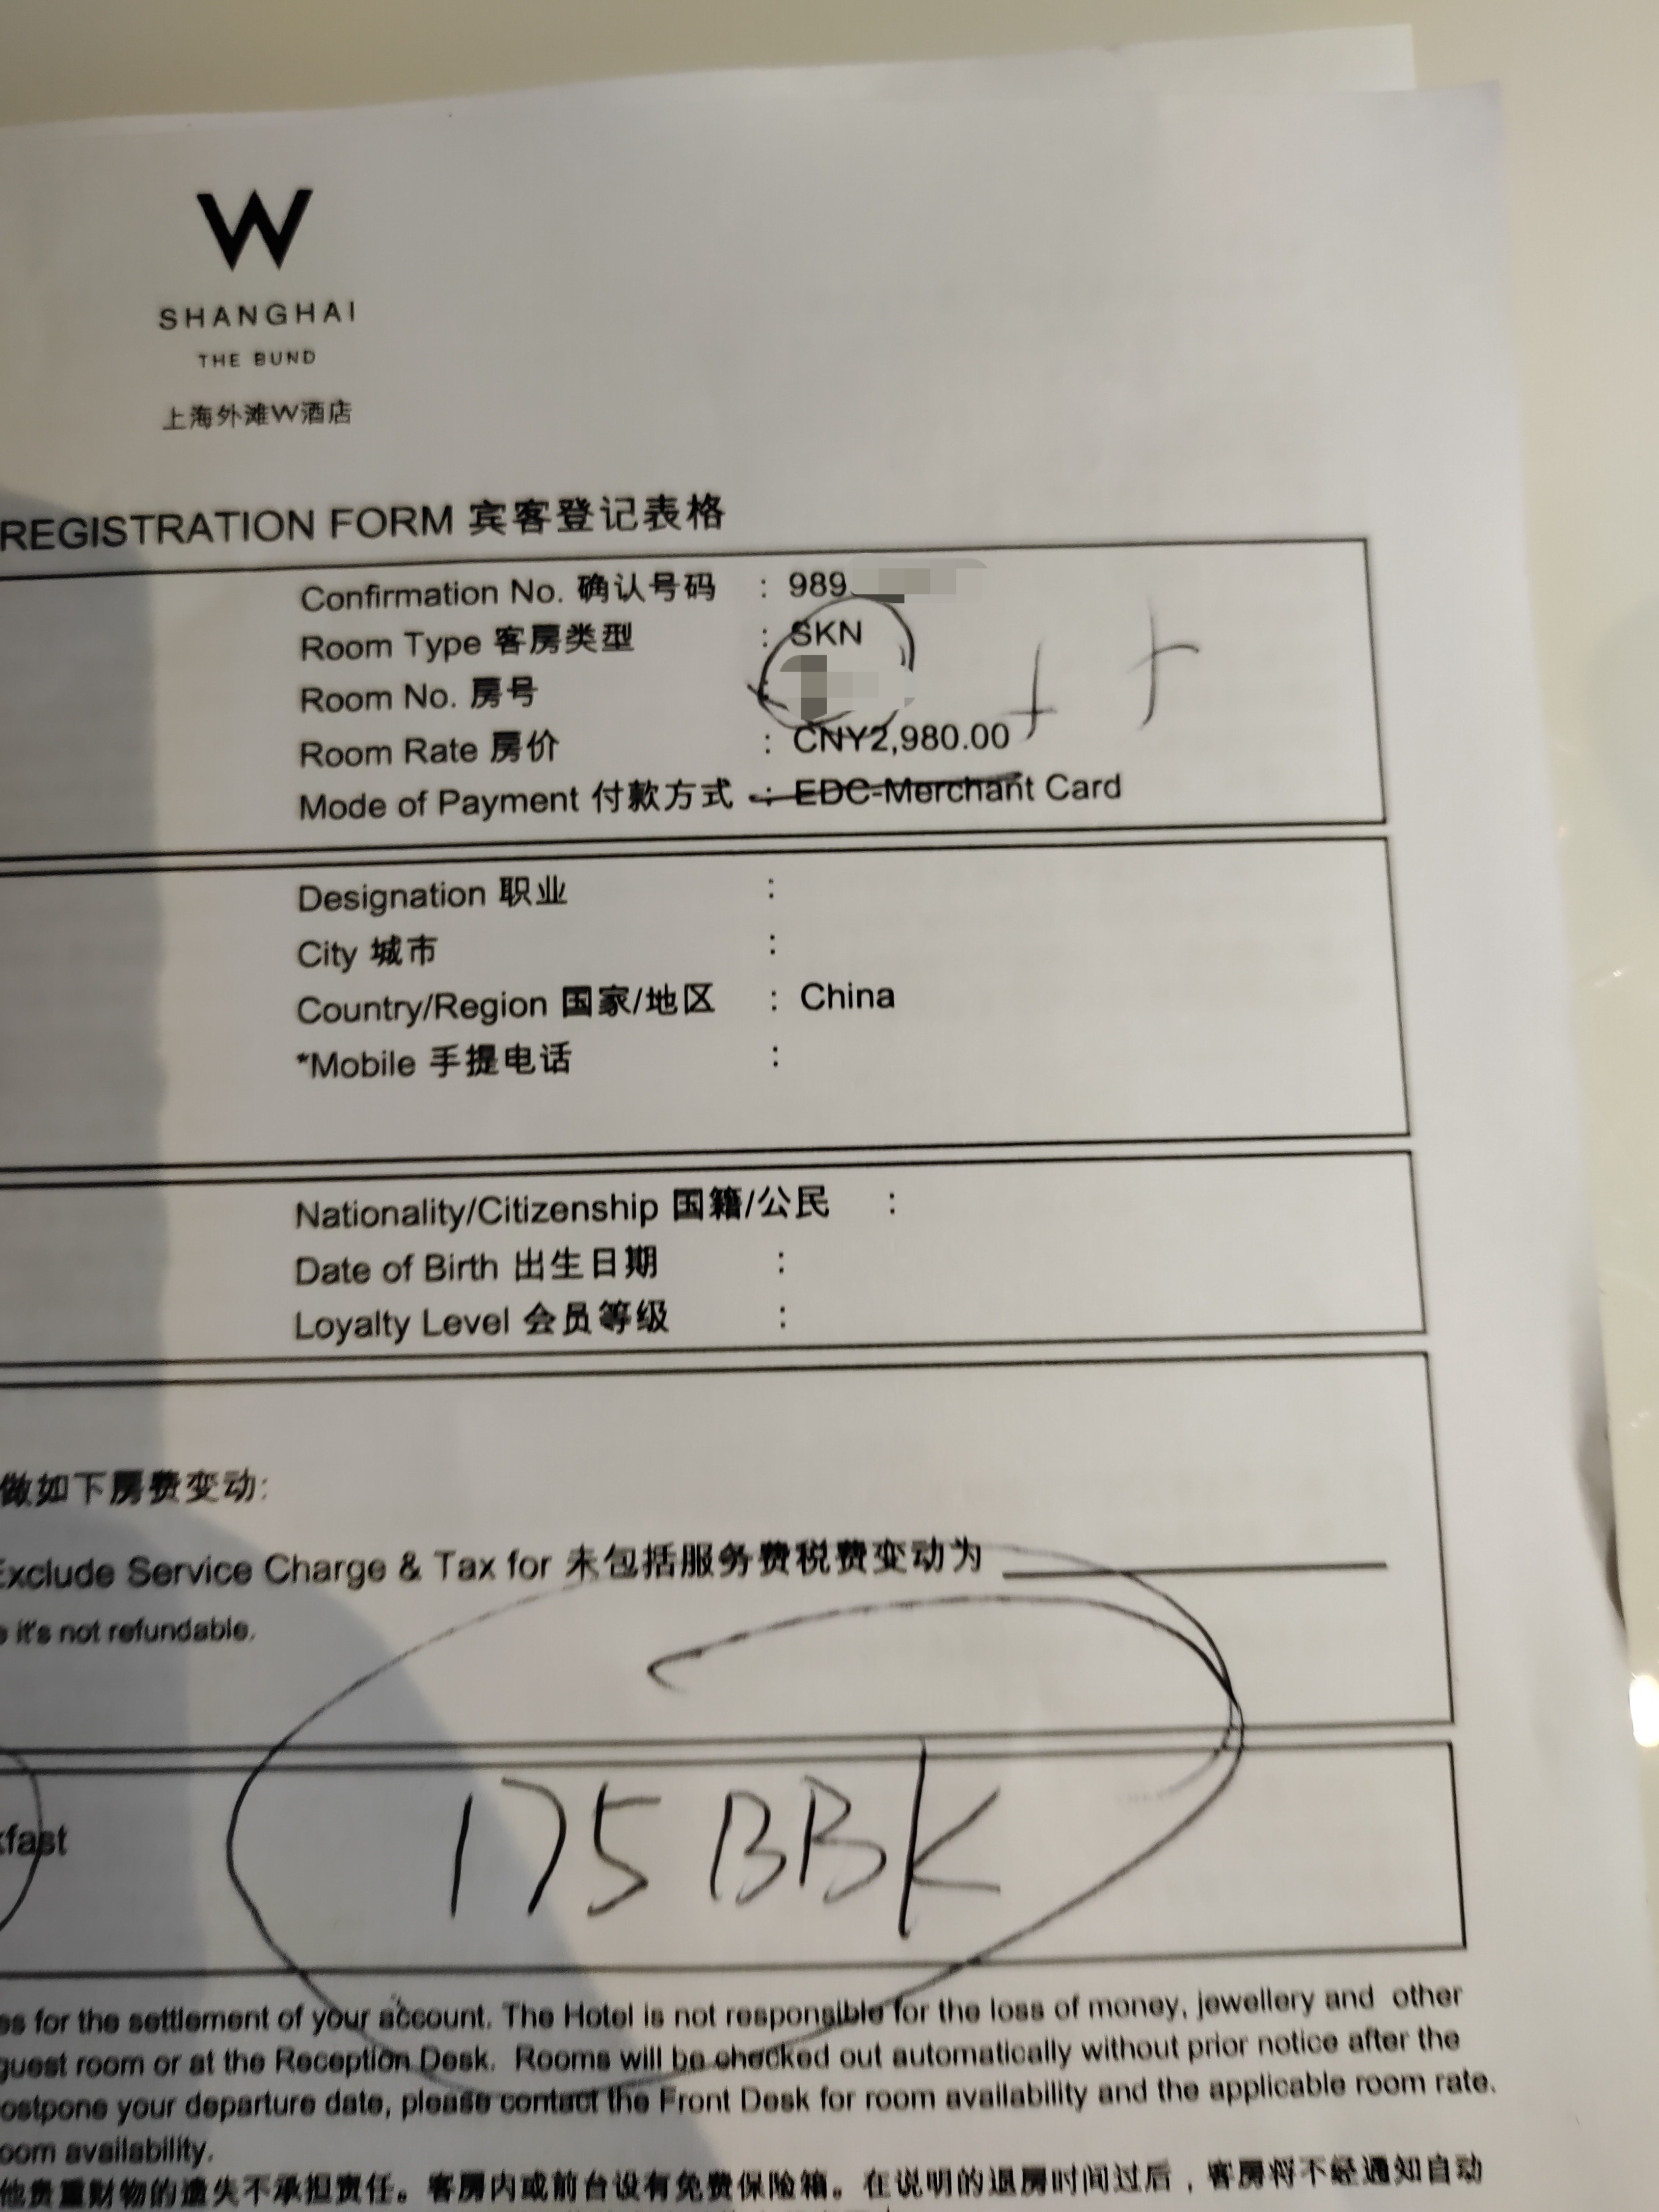 W
SHANGHAI
THE BUND
上海外滩W酒店
REGISTRATION FORM 宾客登记表格
Confirmation No. 确认号码 : 989
Room Type 客房类型 : SKN
Room No. 房号 :
Room Rate 房价 : CNY2,980.00 ++
Mode of Payment 付款方式 : EDC-Merchant Card
Designation 职业 :
City 城市 :
Country/Region 国家/地区 : China
*Mobile 手提电话 :
Nationality/Citizenship 国籍/公民 :
Date of Birth 出生日期 :
Loyalty Level 会员等级 :
做如下房费变动:
Exclude Service Charge & Tax for 未包括服务费税费变动为
it's not refundable.
175BBK
kfast
es for the settlement of your account. The Hotel is not responsible for the loss of money, jewellery and other
guest room or at the Reception Desk. Rooms will be checked out automatically without prior notice after the
ostpone your departure date, please contact the Front Desk for room availability and the applicable room rate.
oom availability.
他贵重财物的遗失不承担责任。客房内或前台设有免费保险箱。在说明的退房时间过后，客房将不经通知自动